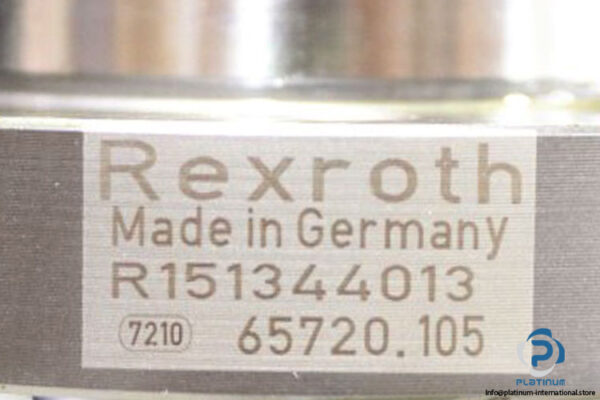 Rexroth
Made in Germany
R151344013
7210 65720.105
PLATINUM
info@platinum-international.store